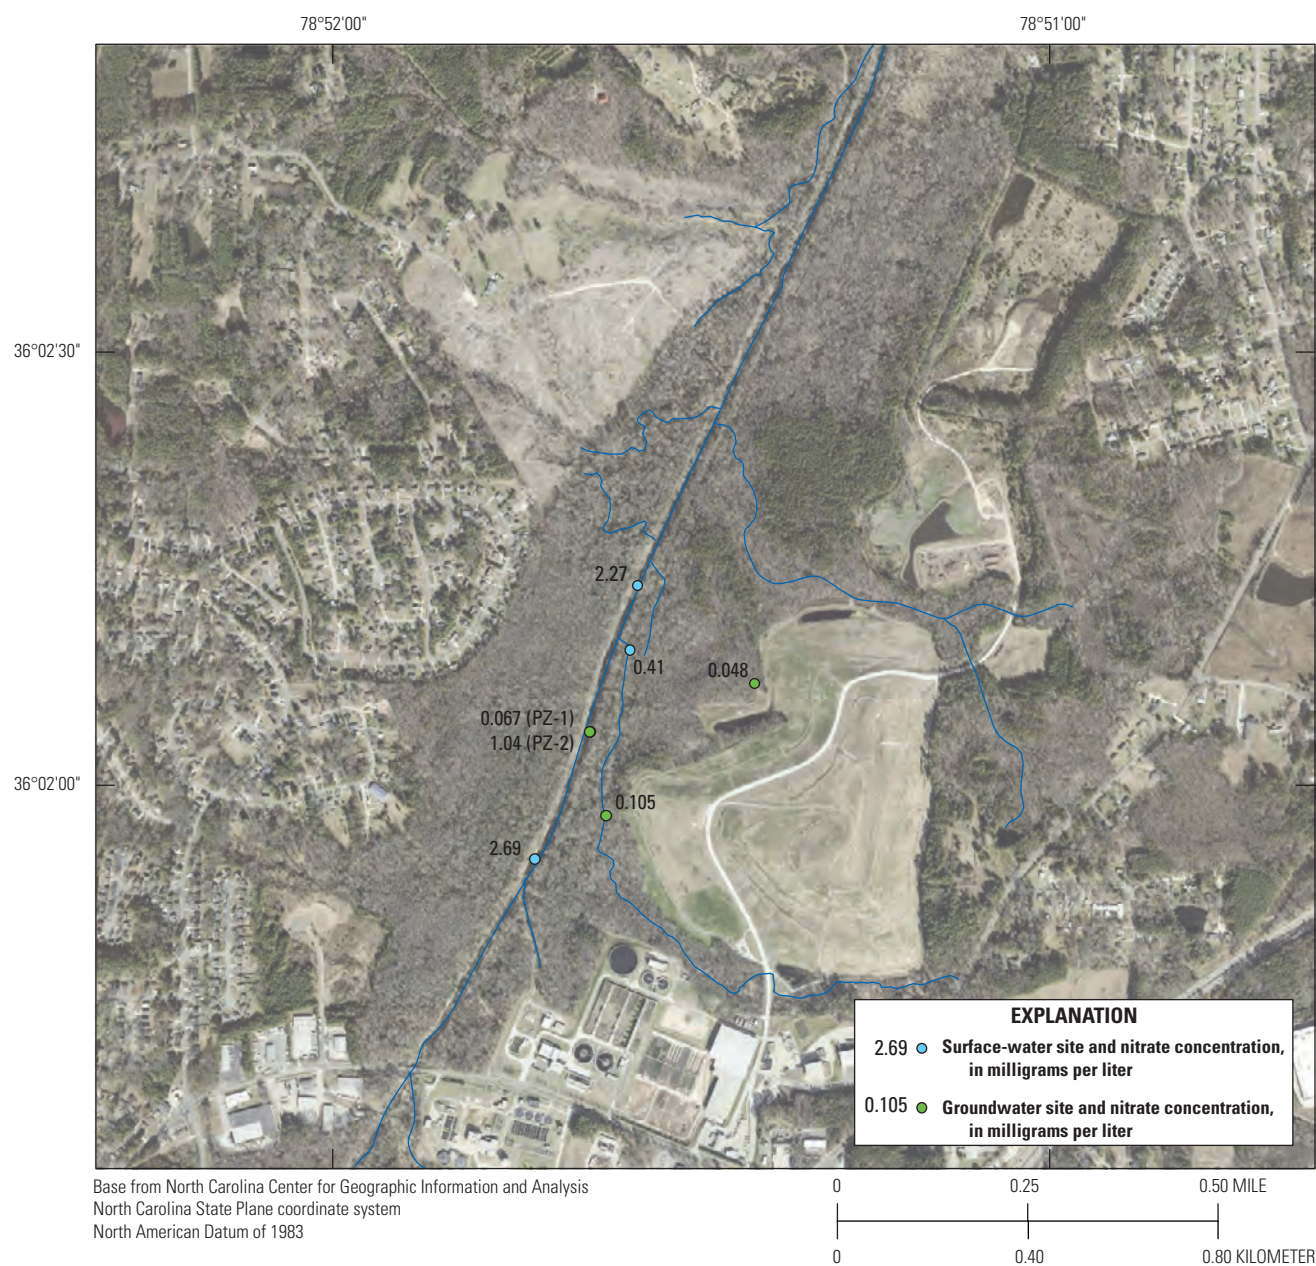 78°52'00"
78°51'00"
36°02'30"
2.27
0.41
0.048
0.067 (PZ-1)
1.04 (PZ-2)
36°02'00"
0.105
2.69
EXPLANATION
2.69 Surface-water site and nitrate concentration,
in milligrams per liter
0.105 Groundwater site and nitrate concentration,
in milligrams per liter
Base from North Carolina Center for Geographic Information and Analysis
North Carolina State Plane coordinate system
North American Datum of 1983
0 0.25 0.50 MILE
0 0.40 0.80 KILOMETER